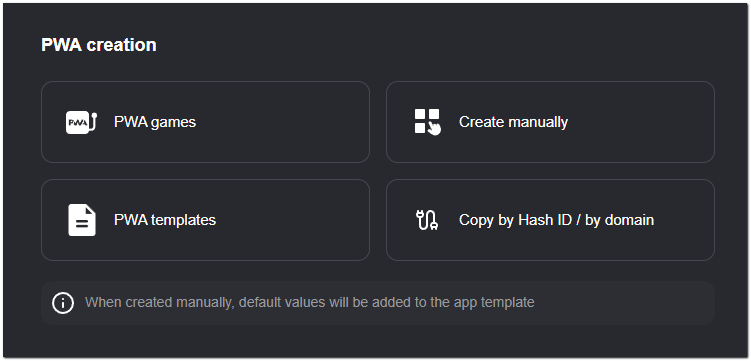 PWA creation
PWA
PWA games
Create manually
PWA templates
Copy by Hash ID / by domain
When created manually, default values will be added to the app template